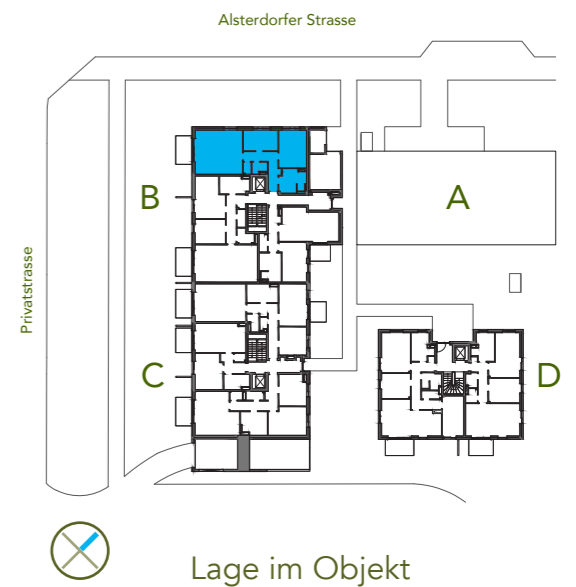 Alsterdorfer Strasse
B
A
Privatstrasse
C
D
Lage im Objekt